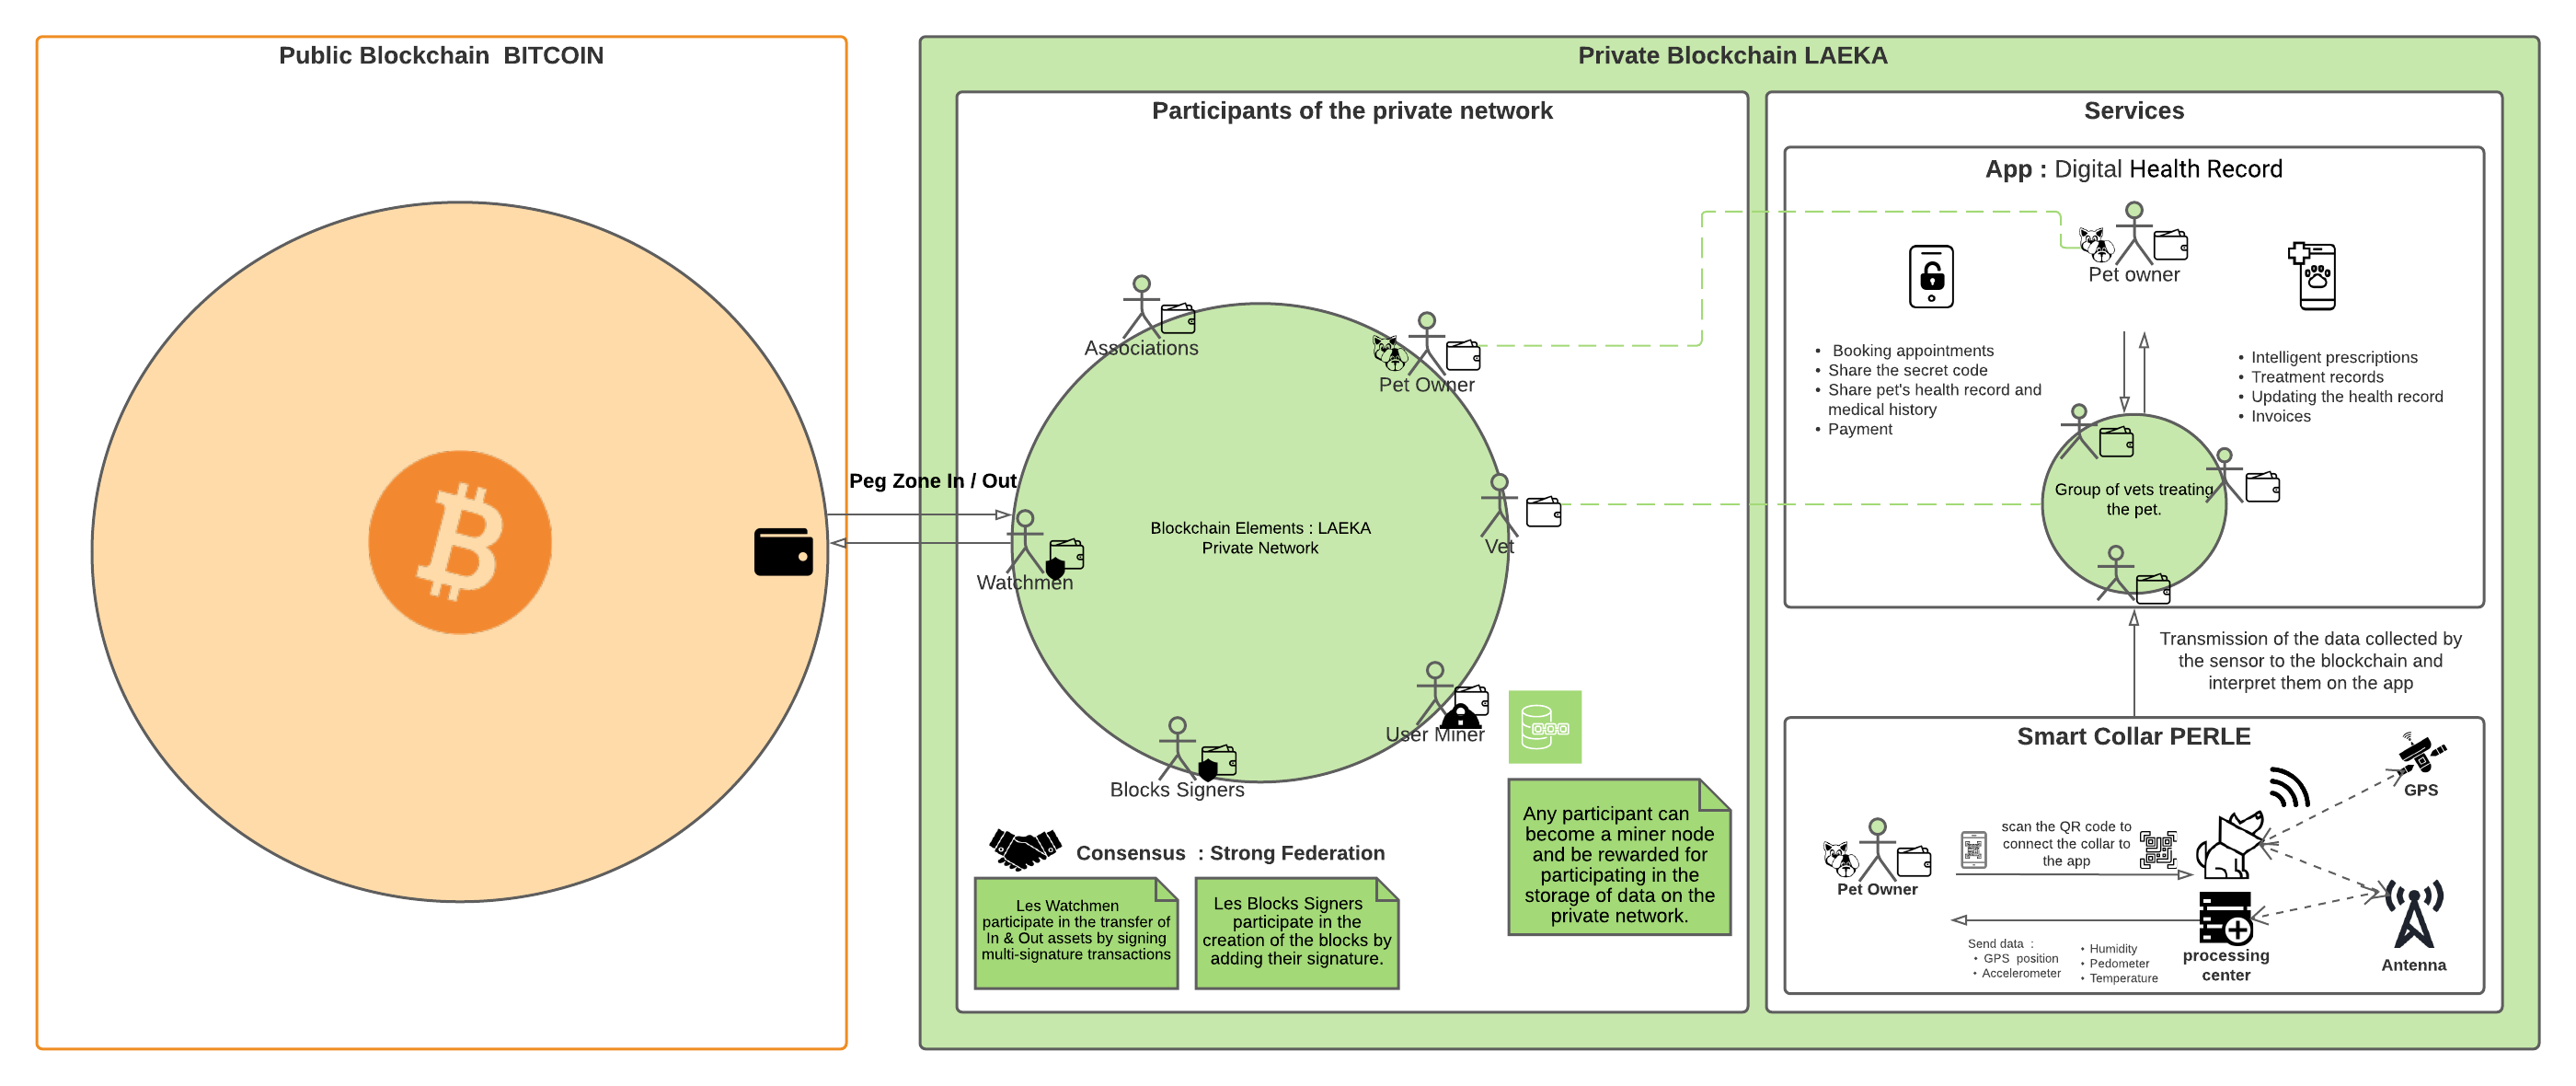 Public Blockchain  BITCOIN
Peg Zone In / Out
Private Blockchain LAEKA
Participants of the private network
Associations
Pet Owner
Blockchain Elements : LAEKA
Private Network
Vet
Watchmen
User Miner
Blocks Signers
Consensus  : Strong Federation
Les Watchmen
participate in the transfer of
In & Out assets by signing
multi-signature transactions
Les Blocks Signers
participate in the
creation of the blocks by
adding their signature.
Any participant can
become a miner node
and be rewarded for
participating in the
storage of data on the
private network.
Services
App : Digital Health Record
Pet owner
• Booking appointments
• Share the secret code
• Share pet's health record and
medical history
• Payment
• Intelligent prescriptions
• Treatment records
• Updating the health record
• Invoices
Group of vets treating
the pet.
Transmission of the data collected by
the sensor to the blockchain and
interpret them on the app
Smart Collar PERLE
GPS
scan the QR code to
connect the collar to
the app
Pet Owner
Send data  :
• GPS  position
• Accelerometer
• Humidity
• Pedometer
• Temperature
processing
center
Antenna